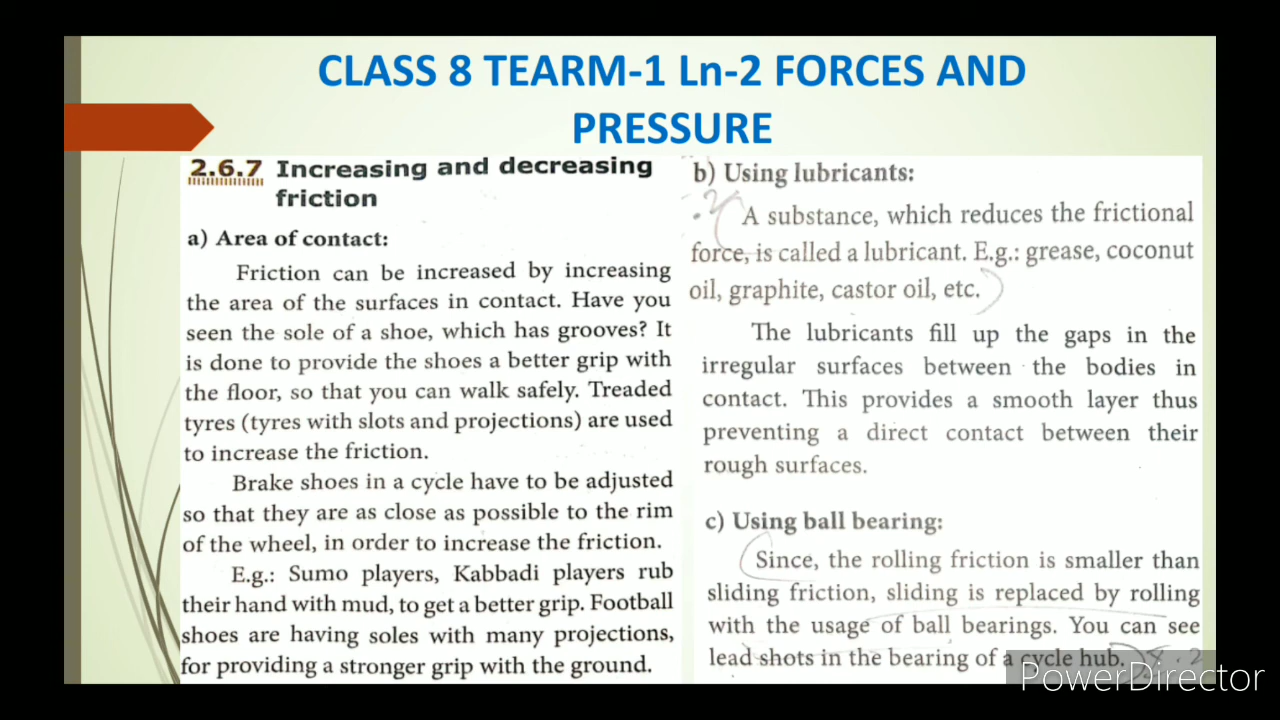 CLASS 8 TEARM-1 Ln-2 FORCES AND
PRESSURE
2.6.7 Increasing and decreasing
friction
a) Area of contact:
Friction can be increased by increasing
the area of the surfaces in contact. Have you
seen the sole of a shoe, which has grooves? It
is done to provide the shoes a better grip with
the floor, so that you can walk safely. Treaded
tyres (tyres with slots and projections) are used
to increase the friction.
Brake shoes in a cycle have to be adjusted
so that they are as close as possible to the rim
of the wheel, in order to increase the friction.
E.g.: Sumo players, Kabbadi players rub
their hand with mud, to get a better grip. Football
shoes are having soles with many projections,
for providing a stronger grip with the ground.
b) Using lubricants:
A substance, which reduces the frictional
force, is called a lubricant. E.g.: grease, coconut
oil, graphite, castor oil, etc.
The lubricants fill up the gaps in the
irregular surfaces between the bodies in
contact. This provides a smooth layer thus
preventing a direct contact between their
rough surfaces.
c) Using ball bearing:
Since, the rolling friction is smaller than
sliding friction, sliding is replaced by rolling
with the usage of ball bearings. You can see
lead shots in the bearing of a cycle hub.
PowerDirector